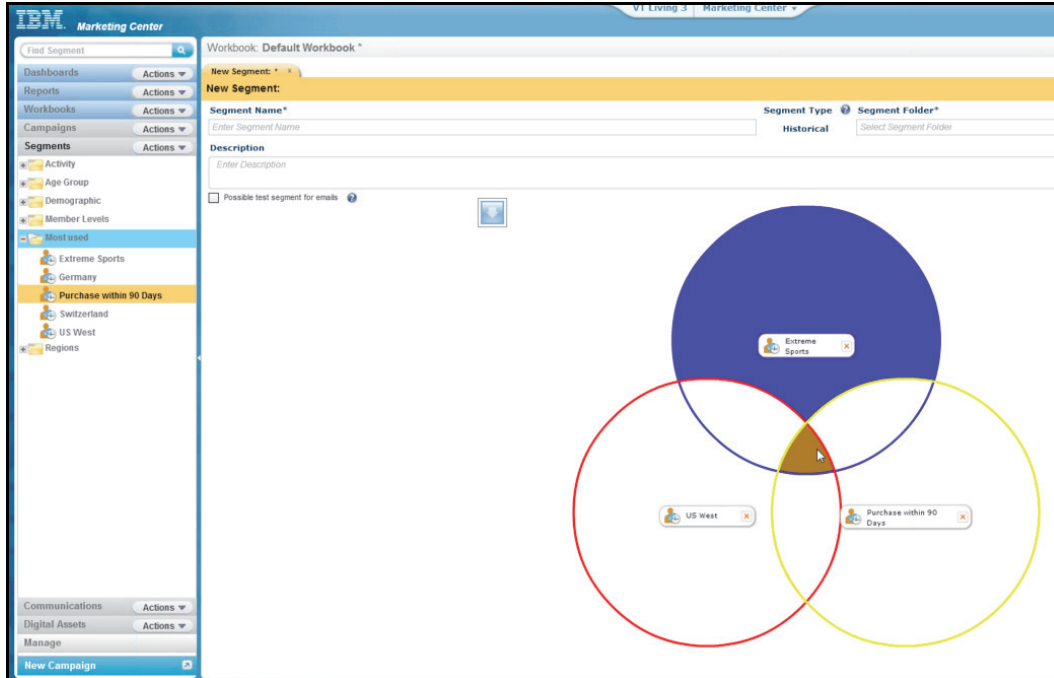 VT Living 3 Marketing Center
IBM. Marketing Center
Find Segment
Workbook: Default Workbook *
Dashboards Actions
New Segment: * x
Reports Actions
New Segment:
Workbooks Actions
Segment Name* Segment Type Segment Folder*
Campaigns Actions
Enter Segment Name Historical Select Segment Folder
Segments Actions
Description
Activity
Enter Description
Age Group
Demographic
Possible test segment for emails
Member Levels
Most used
Extreme Sports
Germany
Purchase within 90 Days
Switzerland
US West
Regions
Extreme
Sports
US West
Purchase within 90
Days
Communications Actions
Digital Assets Actions
Manage
New Campaign